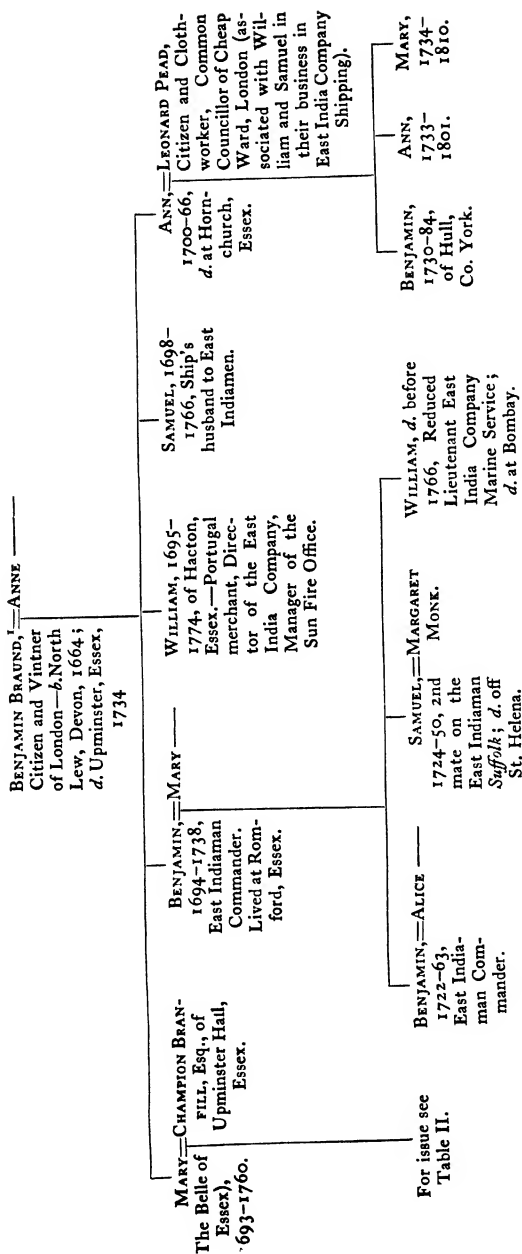 BENJAMIN BRAUND,¹=ANNE ——
Citizen and Vintner
of London—b. North
Lew, Devon, 1664;
d. Upminster, Essex,
1734
MARY=CHAMPION BRAN-
The Belle of FILL, Esq., of
Essex), Upminster Hall,
1693-1760. Essex.
For issue see
Table II.
BENJAMIN,=MARY ——
1694-1738,
East Indiaman
Commander.
Lived at Rom-
ford, Essex.
WILLIAM, 1695-
1774, of Hacton,
Essex.—Portugal
merchant, Direc-
tor of the East
India Company,
Manager of the
Sun Fire Office.
SAMUEL, 1698-
1766, Ship's
husband to East
Indiamen.
ANN,=LEONARD PEAD,
1700-66, Citizen and Cloth-
d. at Horn- worker, Common
church, Councillor of Cheap
Essex. Ward, London (as-
sociated with Wil-
liam and Samuel in
their business in
East India Company
Shipping).
BENJAMIN,=ALICE ——
1722-63,
East India-
man Com-
mander.
SAMUEL,=MARGARET
1724-50, 2nd MONK.
mate on the
East Indiaman
Suffolk; d. off
St. Helena.
WILLIAM, d. before
1766, Reduced
Lieutenant East
India Company
Marine Service;
d. at Bombay.
BENJAMIN,
1730-84,
of Hull,
Co. York.
ANN,
1733-
1801.
MARY,
1734-
1810.